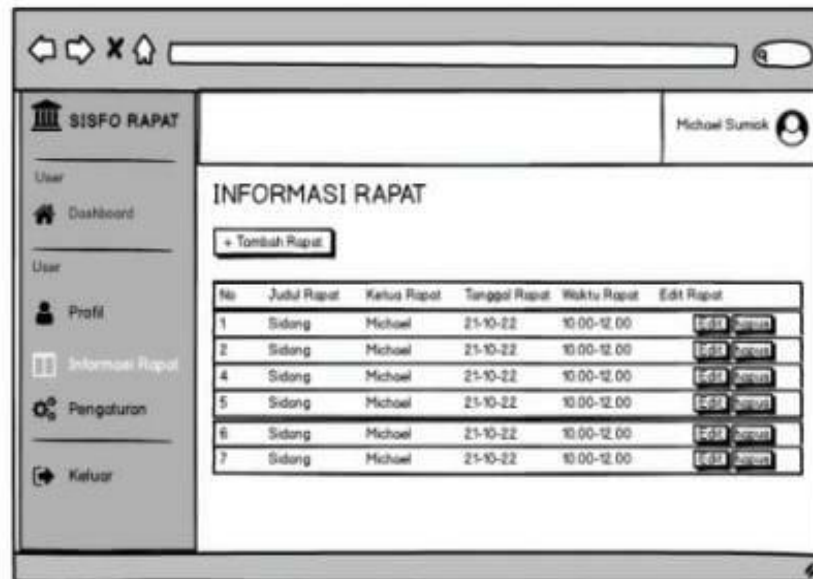 SISFO RAPAT
Michael Sumiok
User
Dashboard
User
Profil
Informasi Rapat
Pengaturan
Keluar
INFORMASI RAPAT
+ Tambah Rapat
No Judul Rapat Ketua Rapat Tanggal Rapat Waktu Rapat Edit Rapat
1 Sidang Michael 21-10-22 10.00-12.00 Edit Hapus
2 Sidang Michael 21-10-22 10.00-12.00 Edit Hapus
4 Sidang Michael 21-10-22 10.00-12.00 Edit Hapus
5 Sidang Michael 21-10-22 10.00-12.00 Edit Hapus
6 Sidang Michael 21-10-22 10.00-12.00 Edit Hapus
7 Sidang Michael 21-10-22 10.00-12.00 Edit Hapus